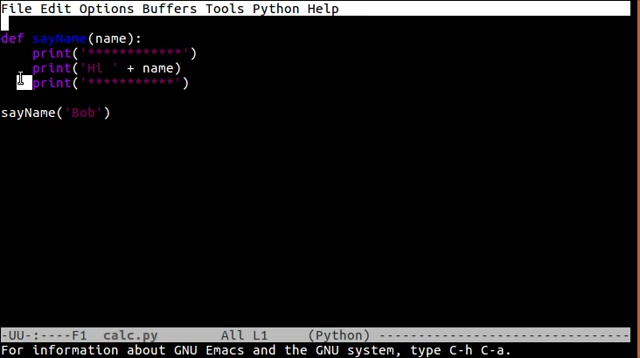 File Edit Options Buffers Tools Python Help
def sayName(name):
    print('************')
    print('Hi ' + name)
    print('***********')
sayName('Bob')
-UU-:----F1  calc.py        All L1     (Python) --------------------------------
For information about GNU Emacs and the GNU system, type C-h C-a.